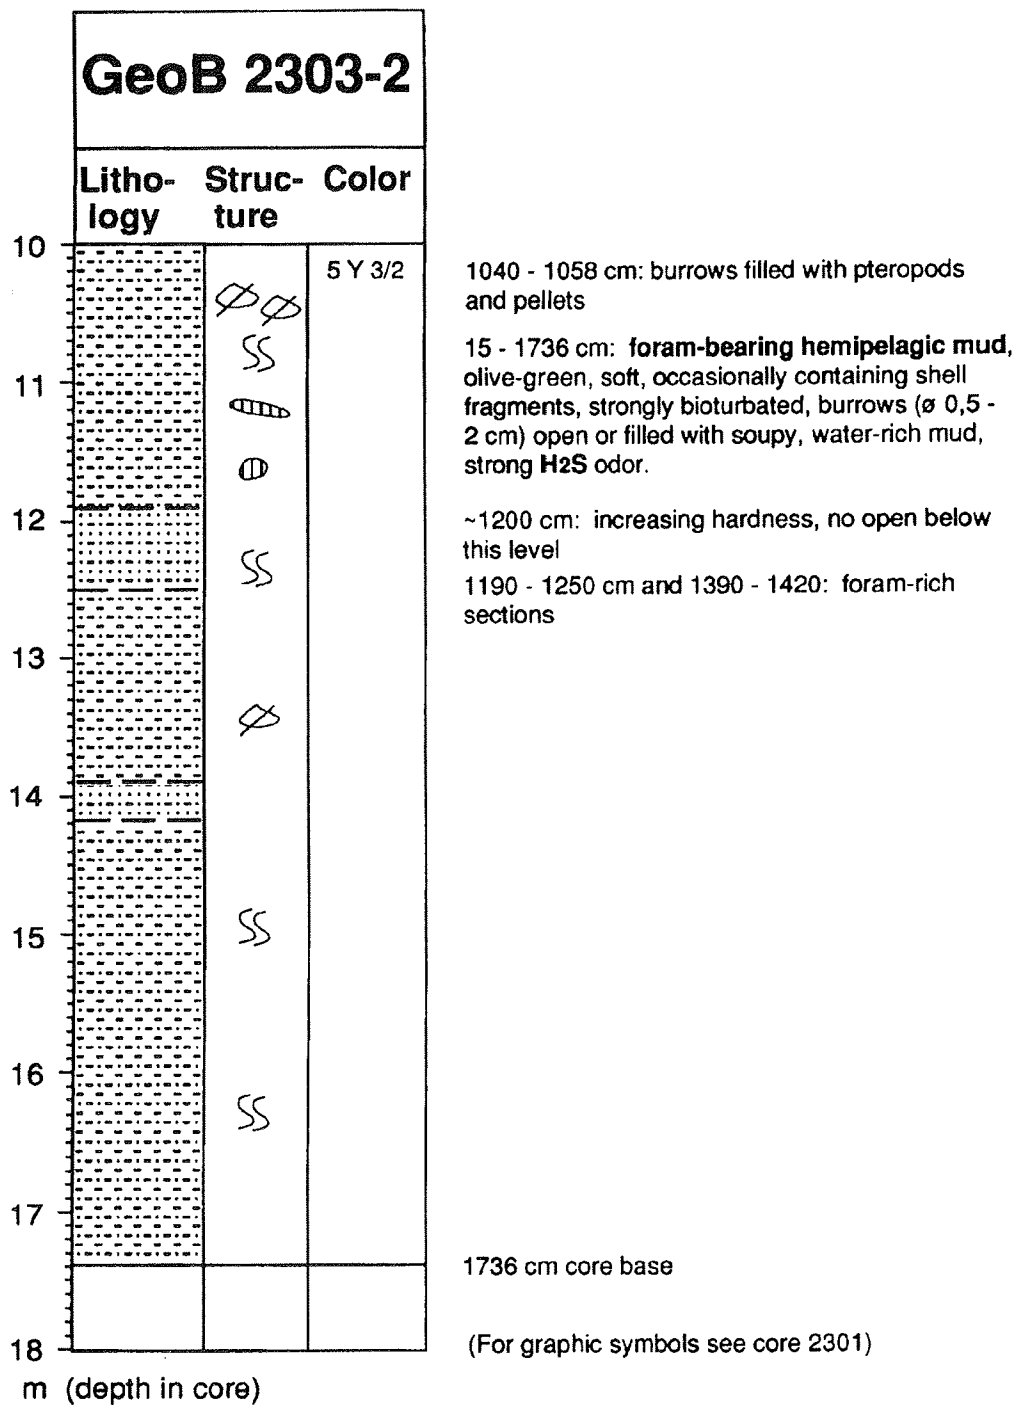 GeoB 2303-2
Litho-
logy
Struc-
ture
Color
10
11
12
13
14
15
16
17
18
m (depth in core)
5 Y 3/2
1040 - 1058 cm: burrows filled with pteropods
and pellets
15 - 1736 cm: foram-bearing hemipelagic mud,
olive-green, soft, occasionally containing shell
fragments, strongly bioturbated, burrows (ø 0,5 -
2 cm) open or filled with soupy, water-rich mud,
strong H2S odor.
~1200 cm: increasing hardness, no open below
this level
1190 - 1250 cm and 1390 - 1420: foram-rich
sections
1736 cm core base
(For graphic symbols see core 2301)